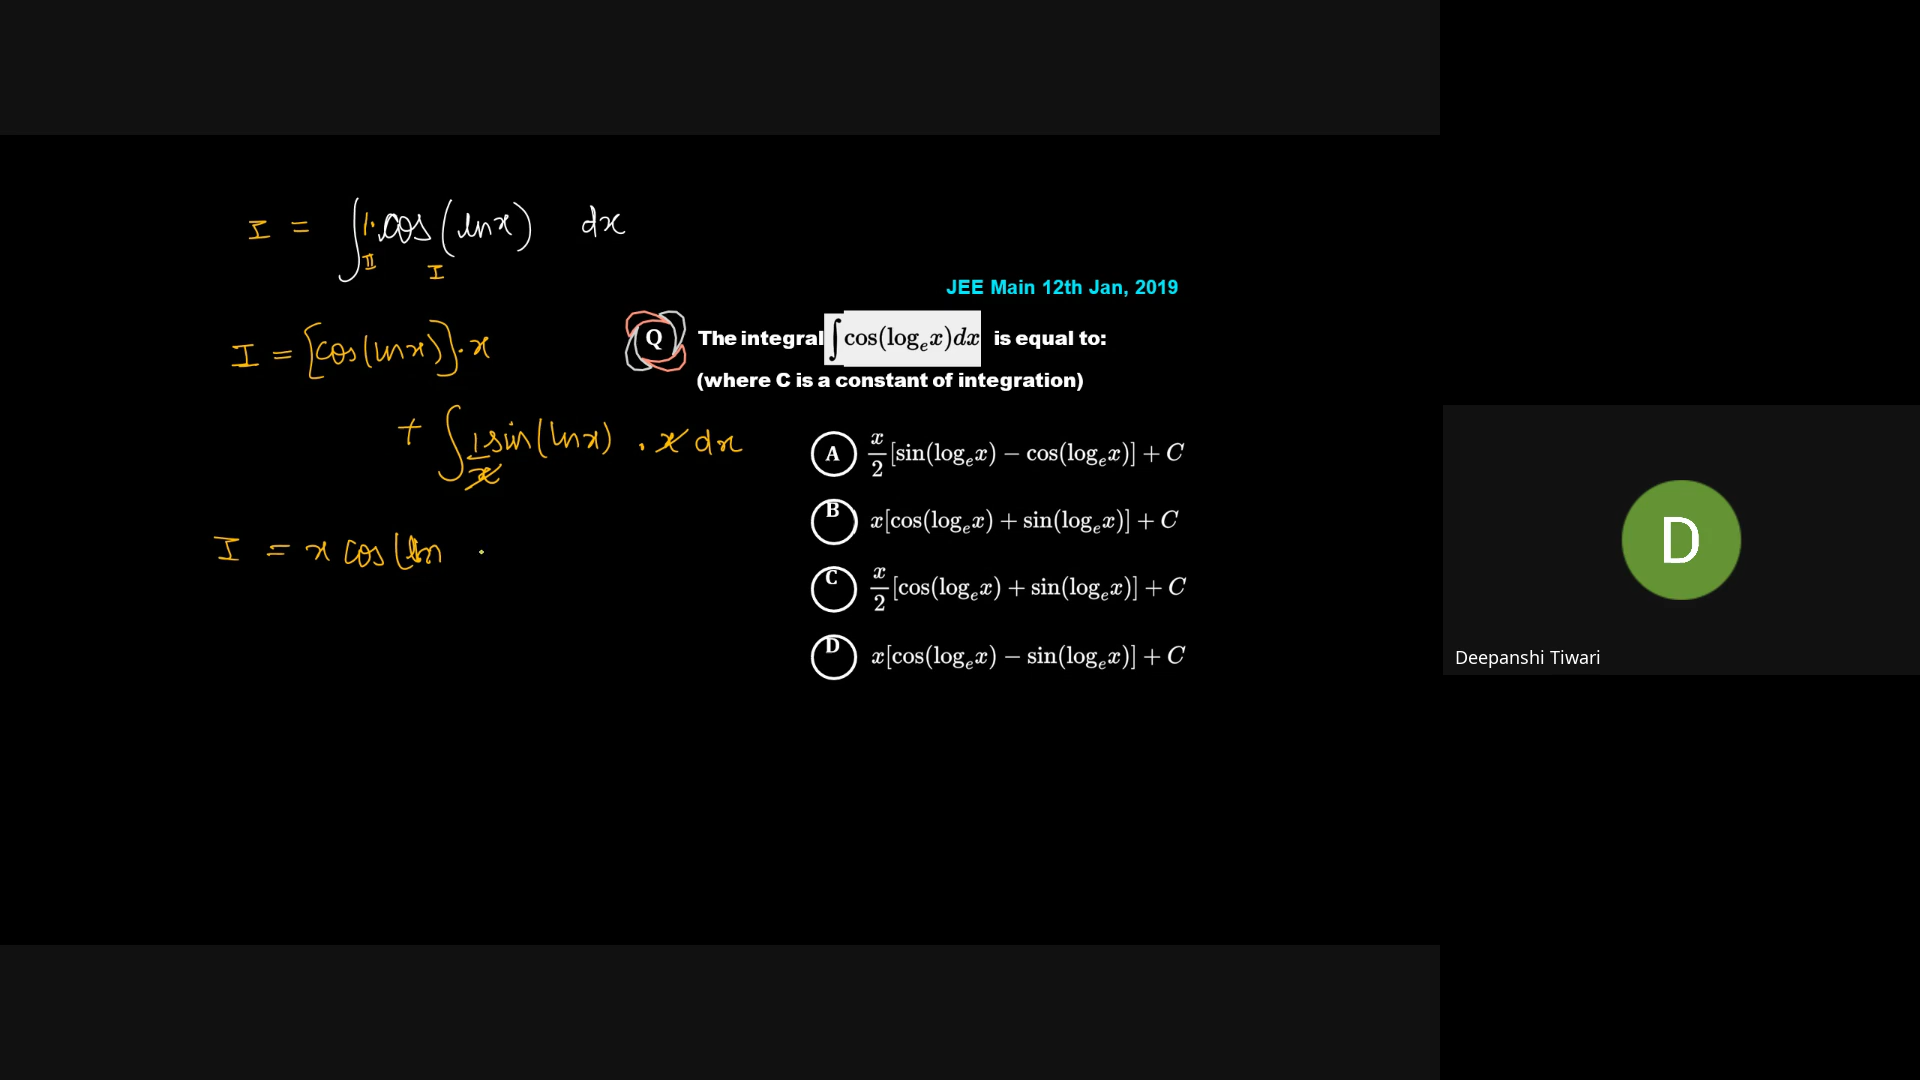 I = ∫ 1.cos(lnx) dx
II I
I = [cos(lnx)].x
+ ∫ 1/x sin(lnx) . x dx
I = x cos(ln
JEE Main 12th Jan, 2019
Q The integral ∫cos(logₑx)dx is equal to:
(where C is a constant of integration)
A x/2[sin(logₑx) − cos(logₑx)] + C
B x[cos(logₑx) + sin(logₑx)] + C
C x/2[cos(logₑx) + sin(logₑx)] + C
D x[cos(logₑx) − sin(logₑx)] + C
D
Deepanshi Tiwari